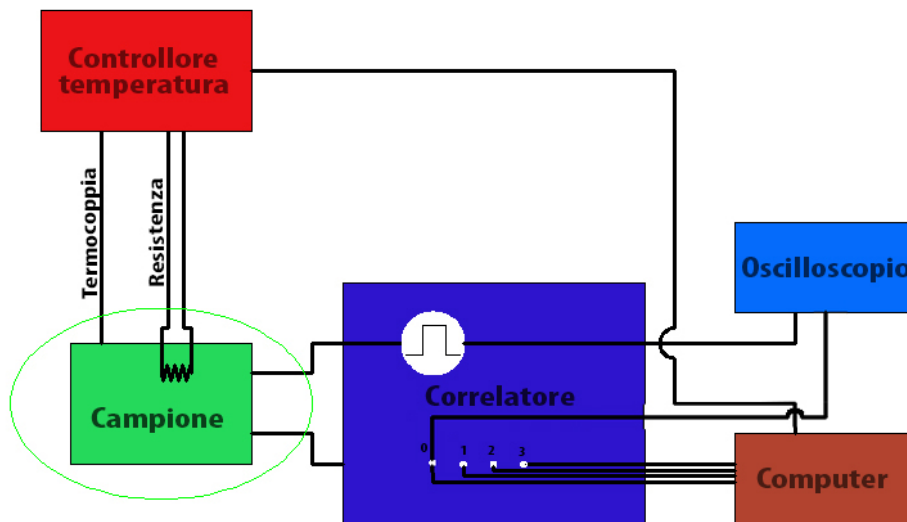 Controllore
temperatura
Termocoppia
Resistenza
Oscilloscopio
Campione
Correlatore
0 1 2 3
Computer